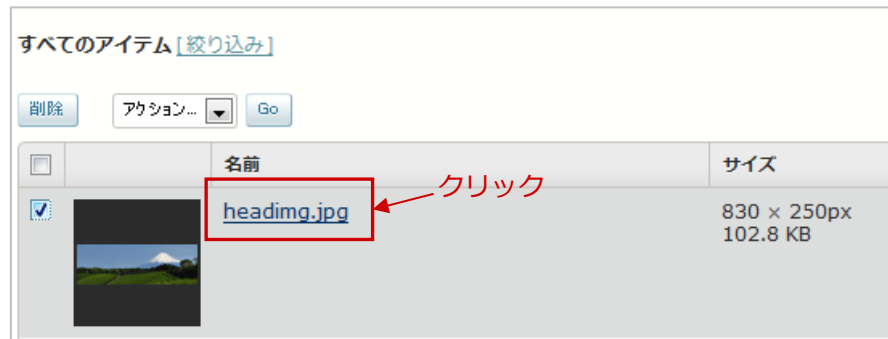 すべてのアイテム [絞り込み]
削除 アクション... Go
名前 サイズ
クリック
headimg.jpg 830 × 250px
102.8 KB